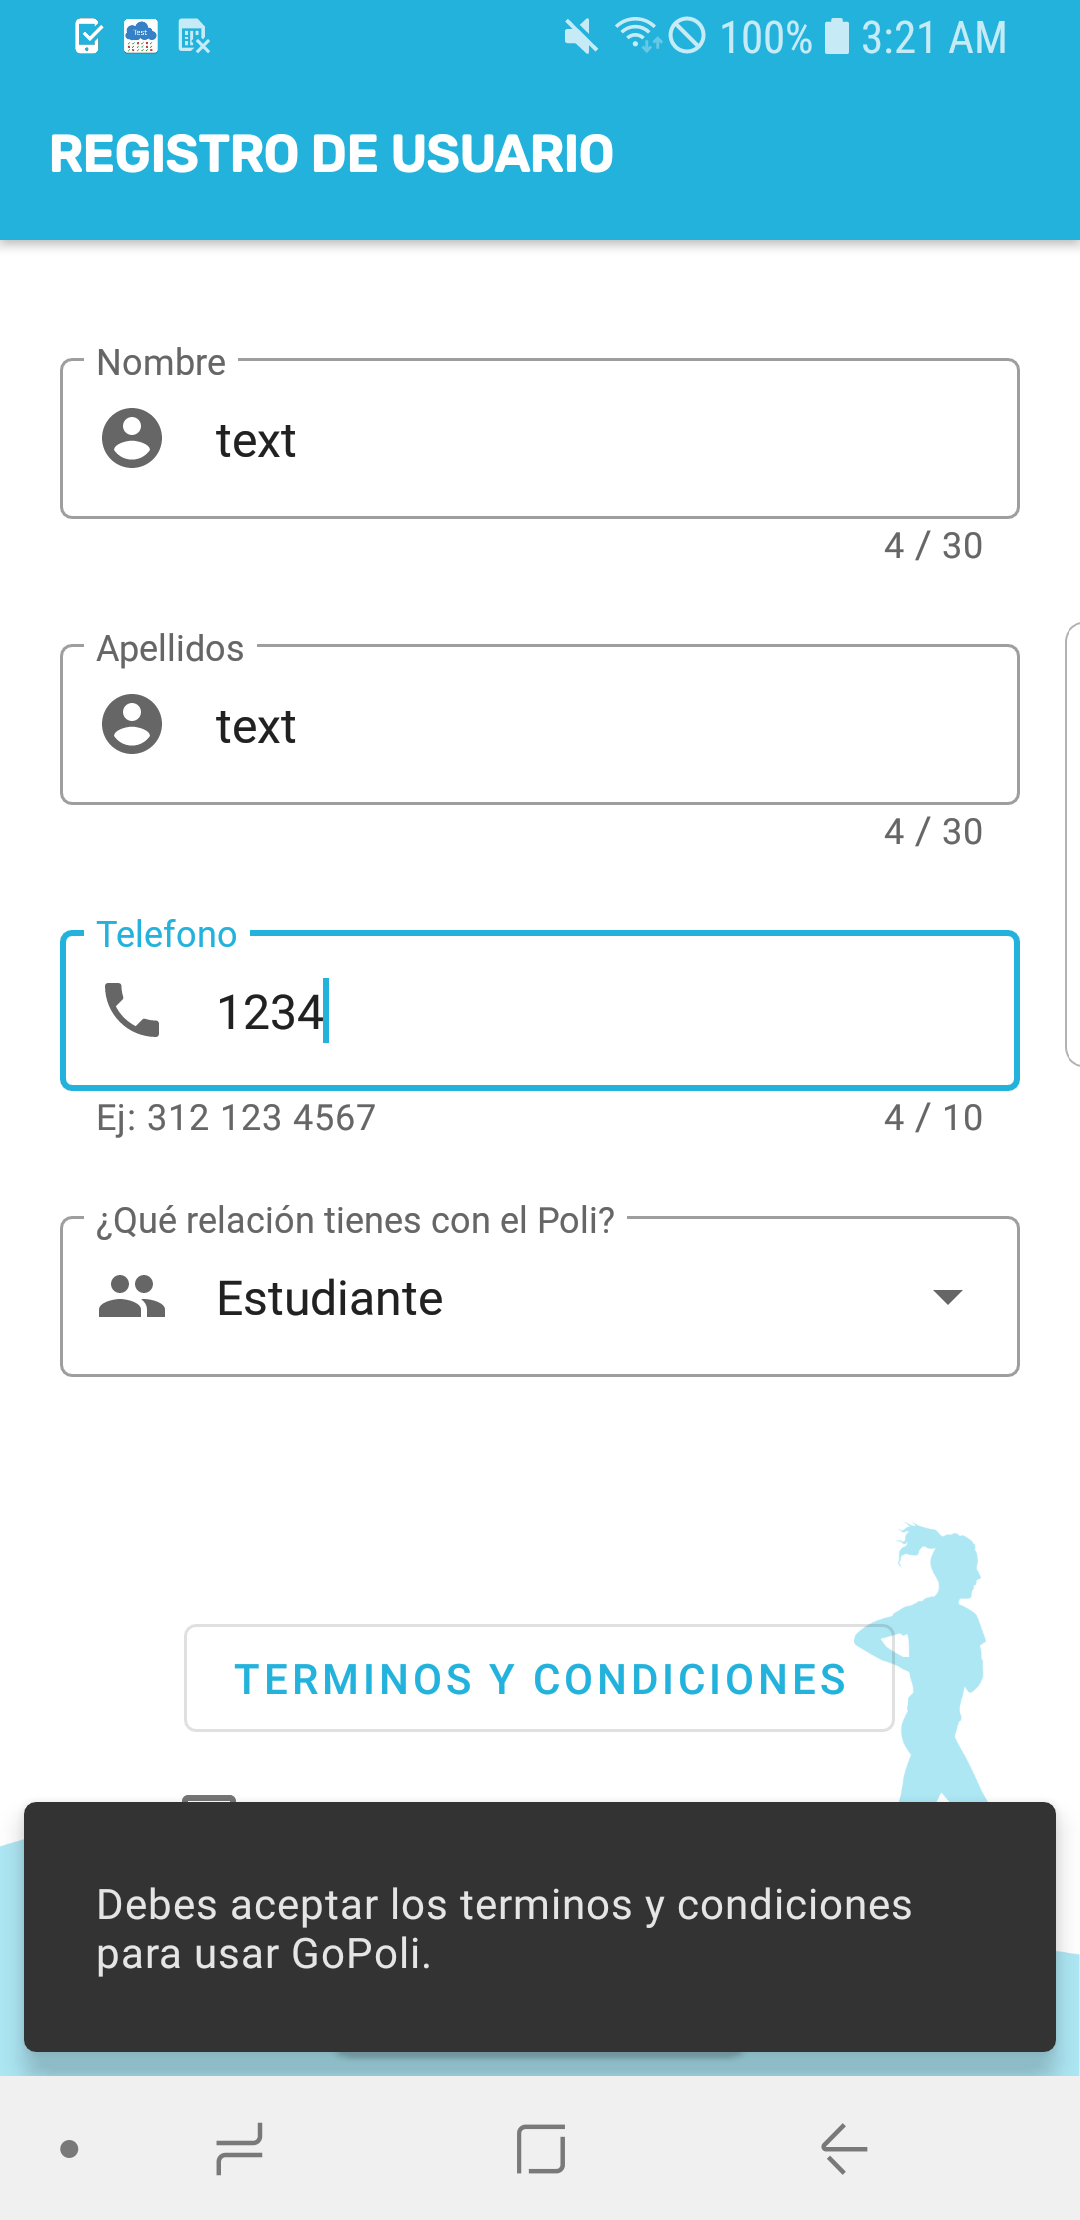 100% 3:21 AM
REGISTRO DE USUARIO
Nombre
text
4 / 30
Apellidos
text
4 / 30
Telefono
1234
Ej: 312 123 4567
4 / 10
¿Qué relación tienes con el Poli?
Estudiante
TERMINOS Y CONDICIONES
Debes aceptar los terminos y condiciones
para usar GoPoli.